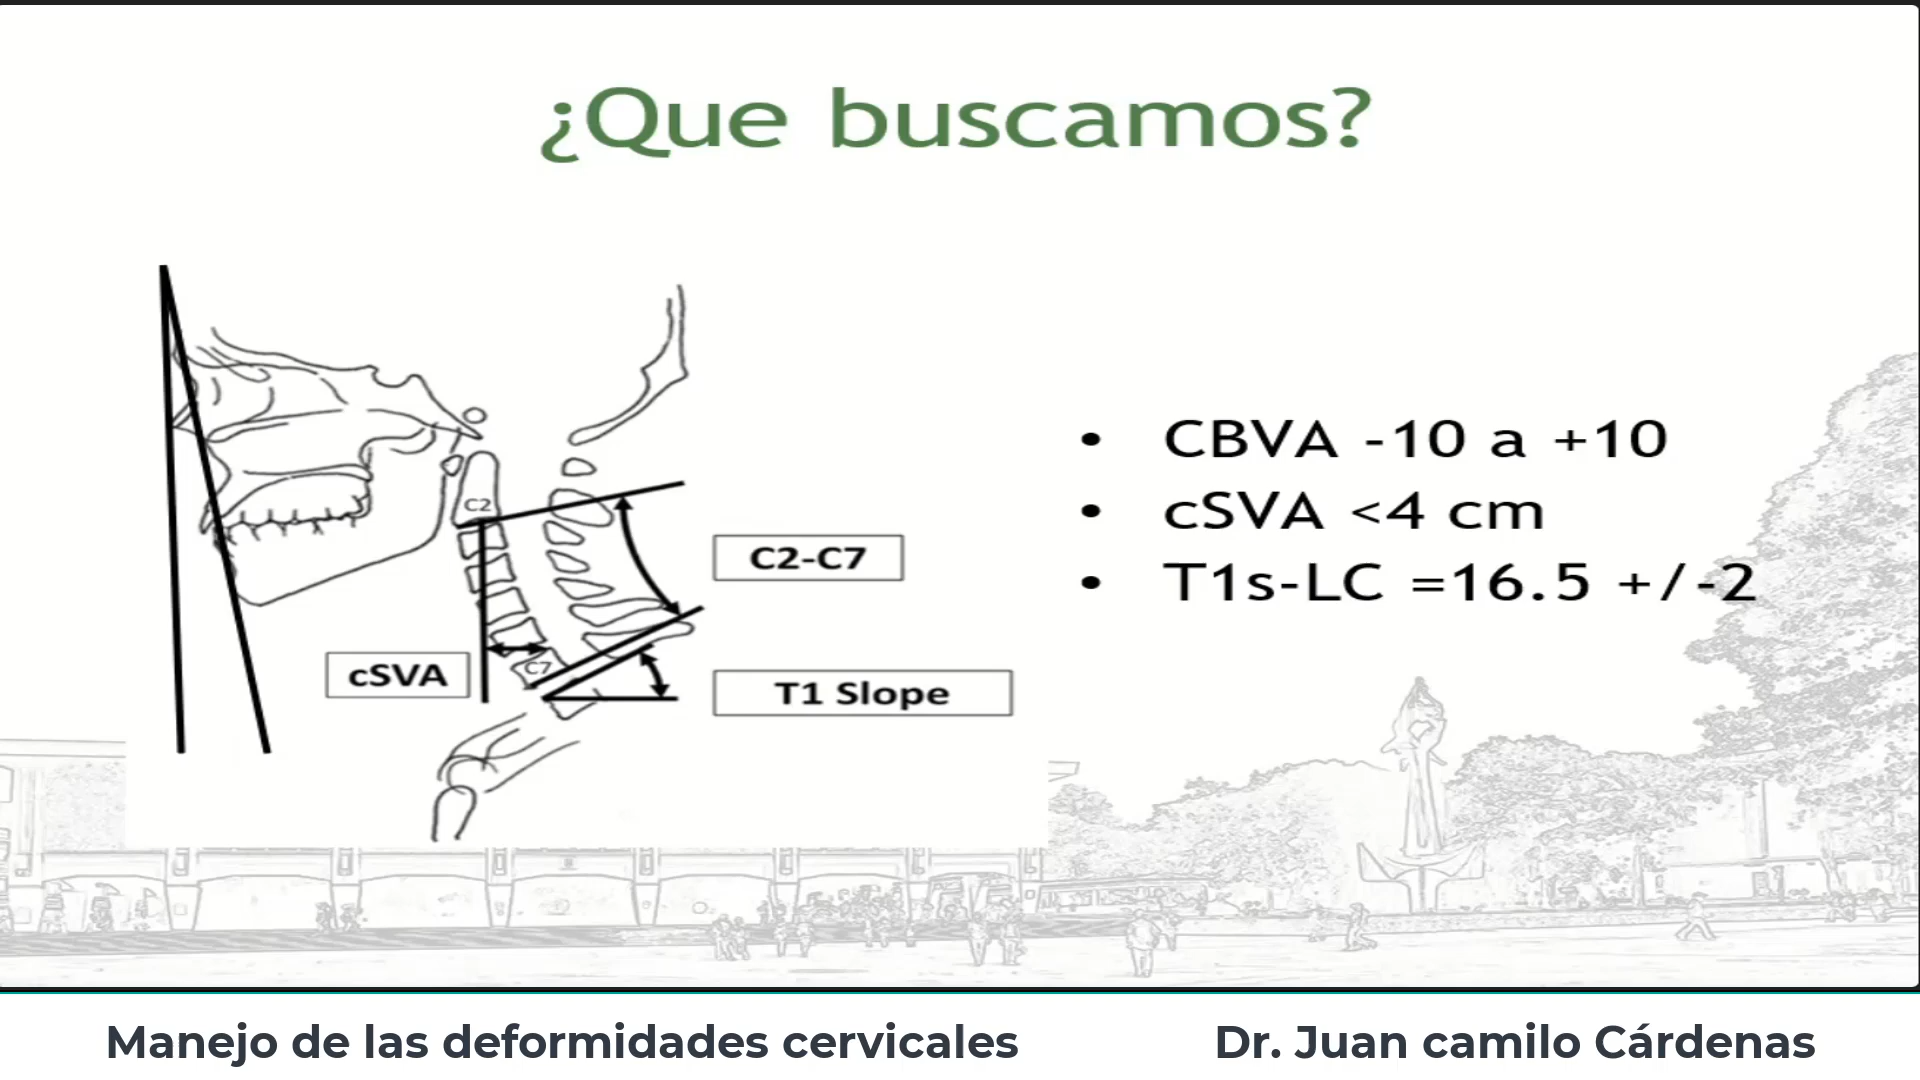 ¿Que buscamos?
C2
C2-C7
cSVA
C7
T1 Slope
• CBVA -10 a +10
• cSVA <4 cm
• T1s-LC =16.5 +/-2
Manejo de las deformidades cervicales
Dr. Juan camilo Cárdenas